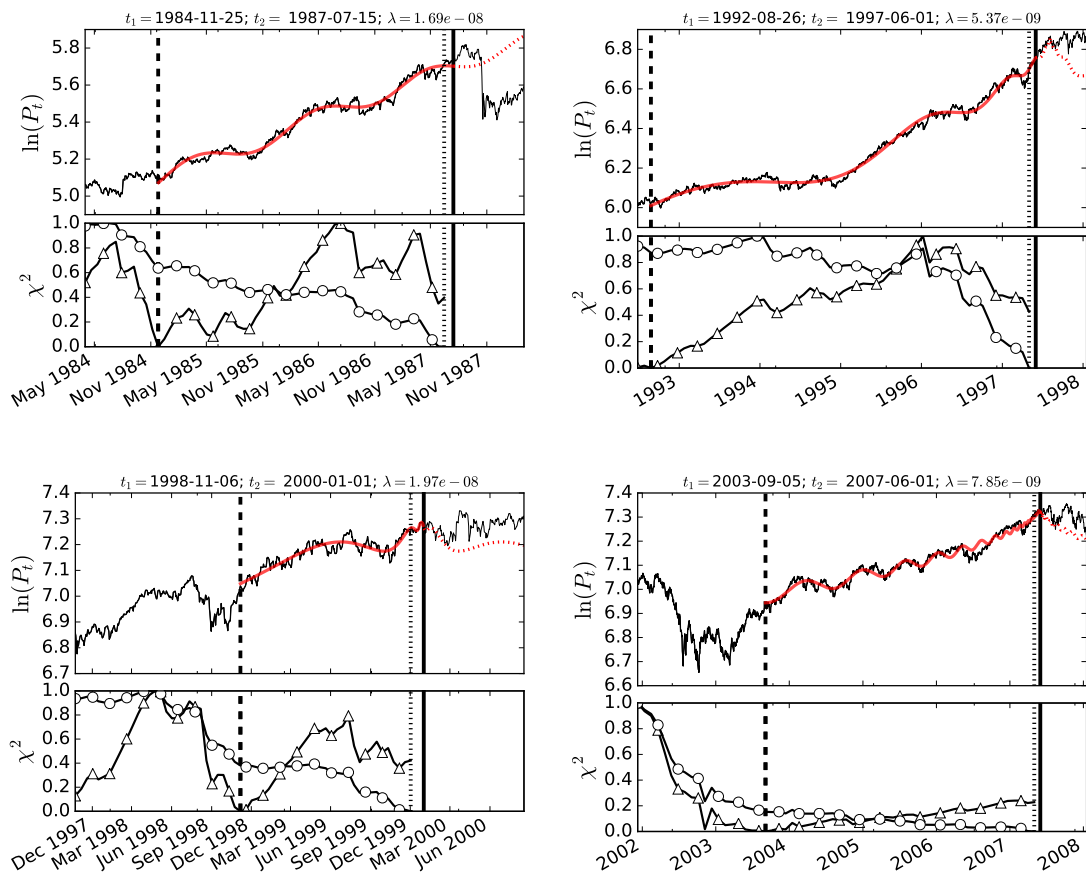 t₁ = 1984-11-25; t₂ = 1987-07-15; λ = 1.69e − 08
5.8
5.6
5.4
5.2
5.0
ln(Pₜ)
1.0
0.8
0.6
0.4
0.2
0.0
χ²
May 1984
Nov 1984
May 1985
Nov 1985
May 1986
Nov 1986
May 1987
Nov 1987
t₁ = 1992-08-26; t₂ = 1997-06-01; λ = 5.37e − 09
6.8
6.6
6.4
6.2
6.0
ln(Pₜ)
1.0
0.8
0.6
0.4
0.2
0.0
χ²
1993
1994
1995
1996
1997
1998
t₁ = 1998-11-06; t₂ = 2000-01-01; λ = 1.97e − 08
7.4
7.3
7.2
7.1
7.0
6.9
6.8
6.7
ln(Pₜ)
1.0
0.8
0.6
0.4
0.2
0.0
χ²
Dec 1997
Mar 1998
Jun 1998
Sep 1998
Dec 1998
Mar 1999
Jun 1999
Sep 1999
Dec 1999
Mar 2000
Jun 2000
t₁ = 2003-09-05; t₂ = 2007-06-01; λ = 7.85e − 09
7.4
7.3
7.2
7.1
7.0
6.9
6.8
6.7
6.6
ln(Pₜ)
1.0
0.8
0.6
0.4
0.2
0.0
χ²
2002
2003
2004
2005
2006
2007
2008